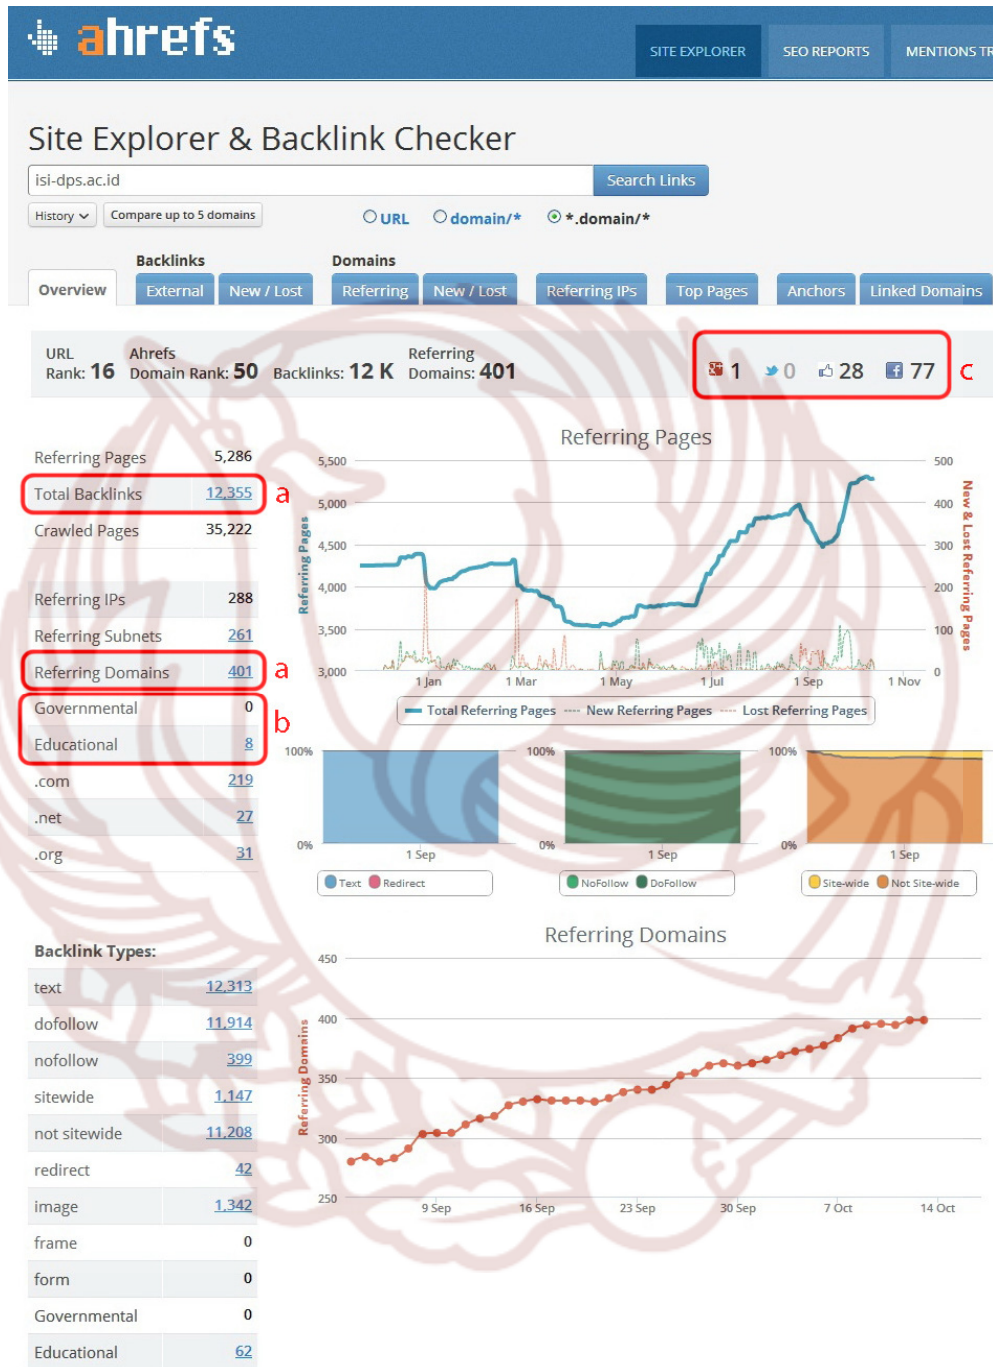 ahrefs
SITE EXPLORER SEO REPORTS MENTIONS TR
Site Explorer & Backlink Checker
isi-dps.ac.id Search Links
History Compare up to 5 domains URL domain/* *.domain/*
Backlinks Domains
Overview External New / Lost Referring New / Lost Referring IPs Top Pages Anchors Linked Domains
URL Rank: 16 Ahrefs Domain Rank: 50 Backlinks: 12 K Referring Domains: 401 1 0 28 77 c
Referring Pages 5,286
Total Backlinks 12,355 a
Crawled Pages 35,222
Referring IPs 288
Referring Subnets 261
Referring Domains 401 a
Governmental 0
b
Educational 8
.com 219
.net 27
.org 31
Referring Pages
5,500 500
5,000 400
4,500 300
4,000 200
3,500 100
3,000 0
Referring Pages
New & Lost Referring Pages
1 Jan 1 Mar 1 May 1 Jul 1 Sep 1 Nov
Total Referring Pages New Referring Pages Lost Referring Pages
100% 100% 100%
0% 0% 0%
1 Sep 1 Sep 1 Sep
Text Redirect NoFollow DoFollow Site-wide Not Site-wide
Backlink Types:
text 12,313
dofollow 11,914
nofollow 399
sitewide 1,147
not sitewide 11,208
redirect 42
image 1,342
frame 0
form 0
Governmental 0
Educational 62
Referring Domains
450
400
350
300
250
Referring Domains
9 Sep 16 Sep 23 Sep 30 Sep 7 Oct 14 Oct